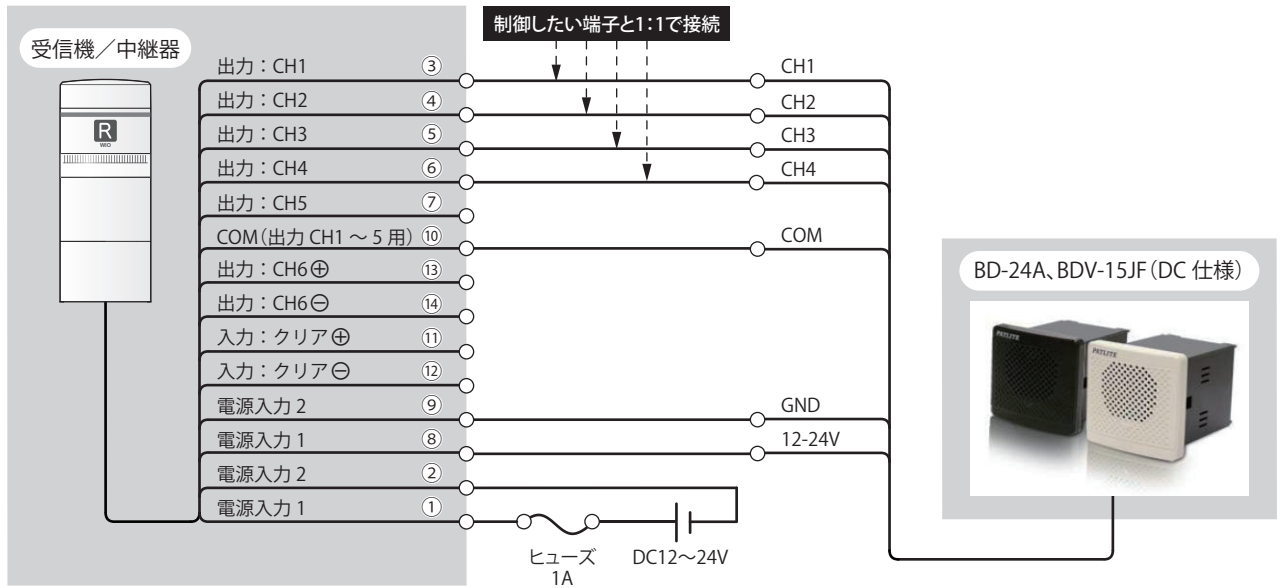 制御したい端子と1：1で接続
受信機／中継器
R
WIO
出力：CH1 ③ CH1
出力：CH2 ④ CH2
出力：CH3 ⑤ CH3
出力：CH4 ⑥ CH4
出力：CH5 ⑦
COM（出力 CH1 ～ 5 用） ⑩ COM
出力：CH6⊕ ⑬
出力：CH6⊖ ⑭
入力：クリア⊕ ⑪
入力：クリア⊖ ⑫
電源入力 2 ⑨ GND
電源入力 1 ⑧ 12-24V
電源入力 2 ②
電源入力 1 ①
ヒューズ
1A
DC12～24V
BD-24A、BDV-15JF（DC 仕様）
PATLITE
PATLITE